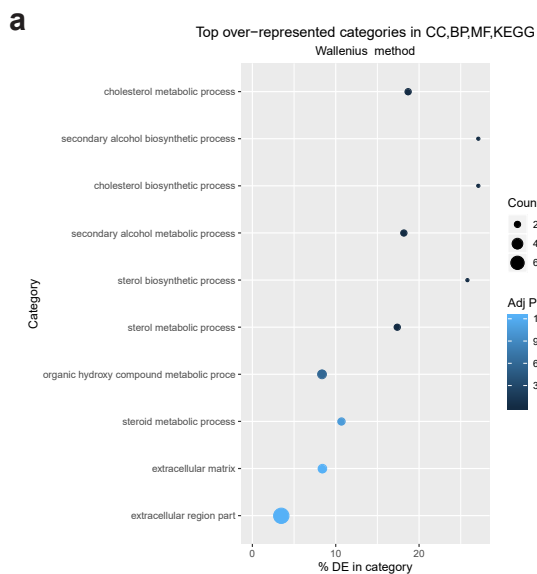 a
Top over-represented categories in CC,BP,MF,KEGG
Wallenius method
cholesterol metabolic process
secondary alcohol biosynthetic process
cholesterol biosynthetic process
secondary alcohol metabolic process
sterol biosynthetic process
sterol metabolic process
organic hydroxy compound metabolic proce
steroid metabolic process
extracellular matrix
extracellular region part
Category
0 10 20
% DE in category
Coun
2
4
6
Adj P
1
9
6
3